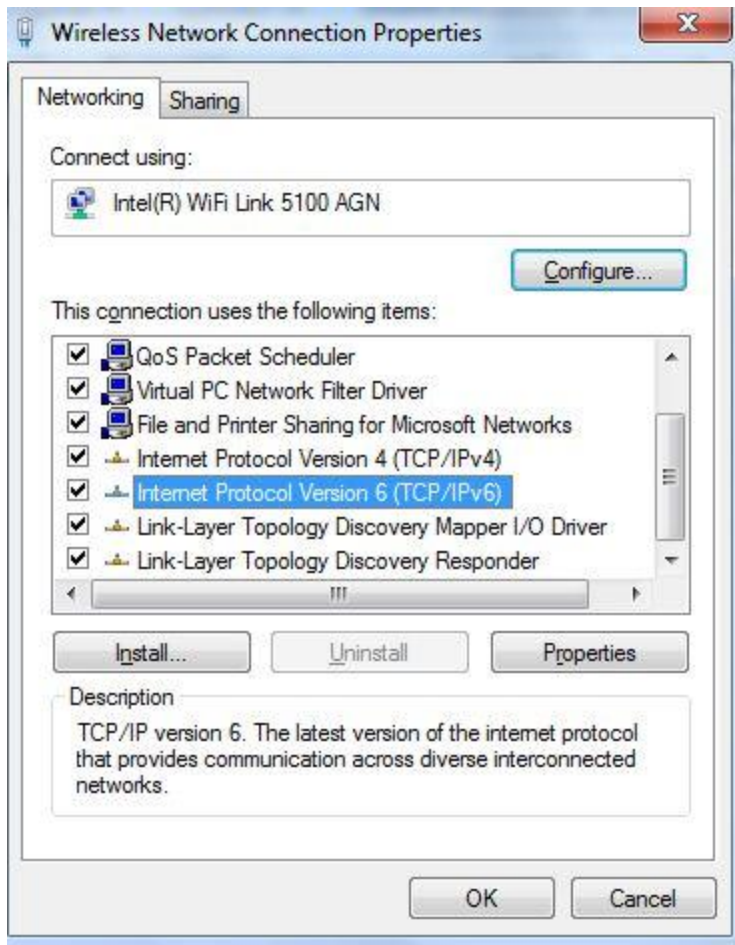 Wireless Network Connection Properties
Networking
Sharing
Connect using:
Intel(R) WiFi Link 5100 AGN
Configure...
This connection uses the following items:
QoS Packet Scheduler
Virtual PC Network Filter Driver
File and Printer Sharing for Microsoft Networks
Internet Protocol Version 4 (TCP/IPv4)
Internet Protocol Version 6 (TCP/IPv6)
Link-Layer Topology Discovery Mapper I/O Driver
Link-Layer Topology Discovery Responder
Install...
Uninstall
Properties
Description
TCP/IP version 6. The latest version of the internet protocol
that provides communication across diverse interconnected
networks.
OK
Cancel